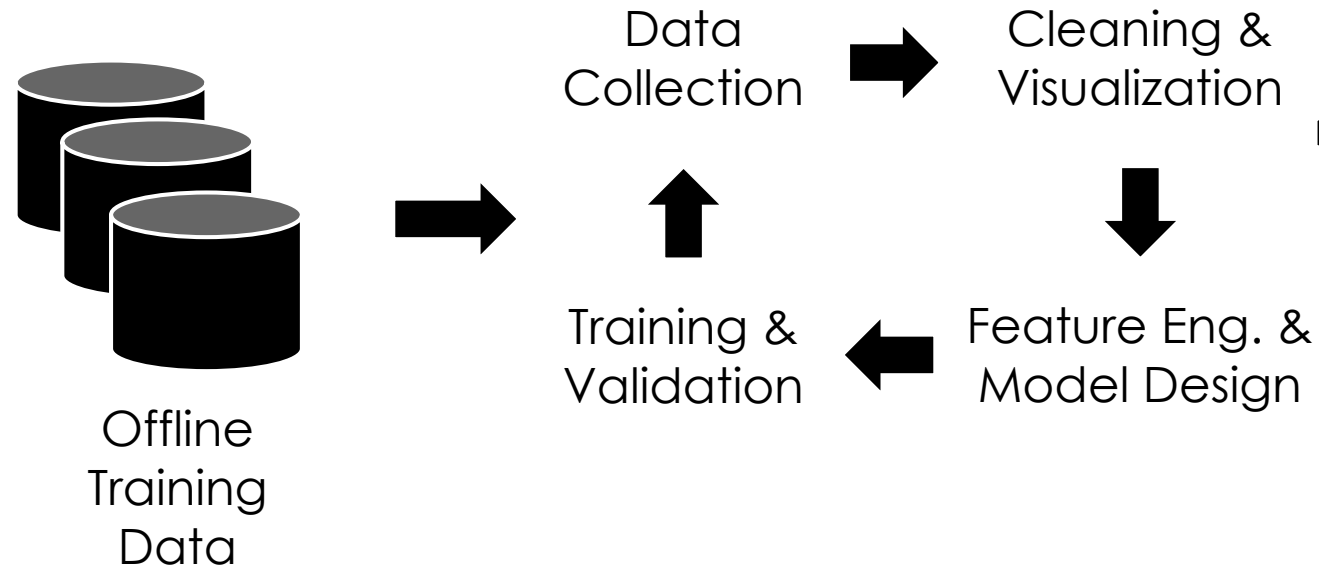 Data
Collection
Cleaning &
Visualization
Training &
Validation
Feature Eng. &
Model Design
Offline
Training
Data